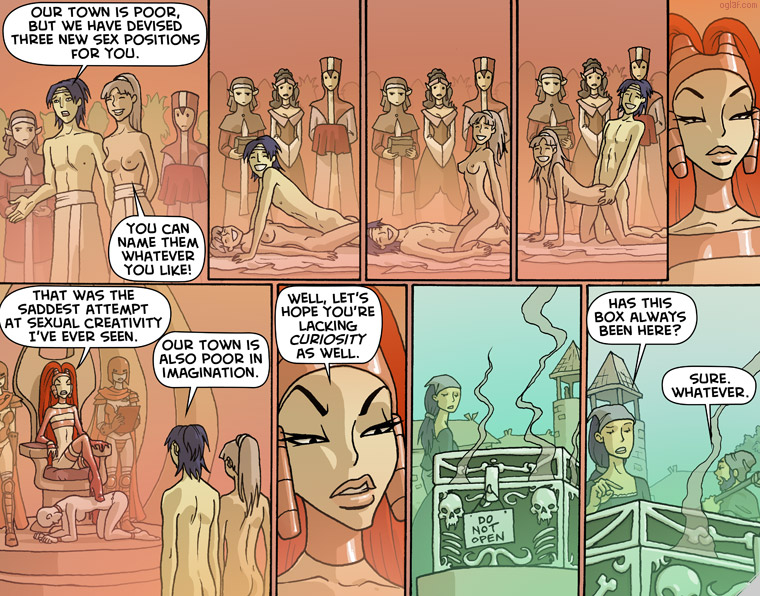 oglaf.com
OUR TOWN IS POOR,
BUT WE HAVE DEVISED
THREE NEW SEX POSITIONS
FOR YOU.
YOU CAN
NAME THEM
WHATEVER
YOU LIKE!
THAT WAS THE
SADDEST ATTEMPT
AT SEXUAL CREATIVITY
I'VE EVER SEEN.
OUR TOWN IS
ALSO POOR IN
IMAGINATION.
WELL, LET'S
HOPE YOU'RE
LACKING
CURIOSITY
AS WELL.
DO
NOT
OPEN
HAS THIS
BOX ALWAYS
BEEN HERE?
SURE.
WHATEVER.